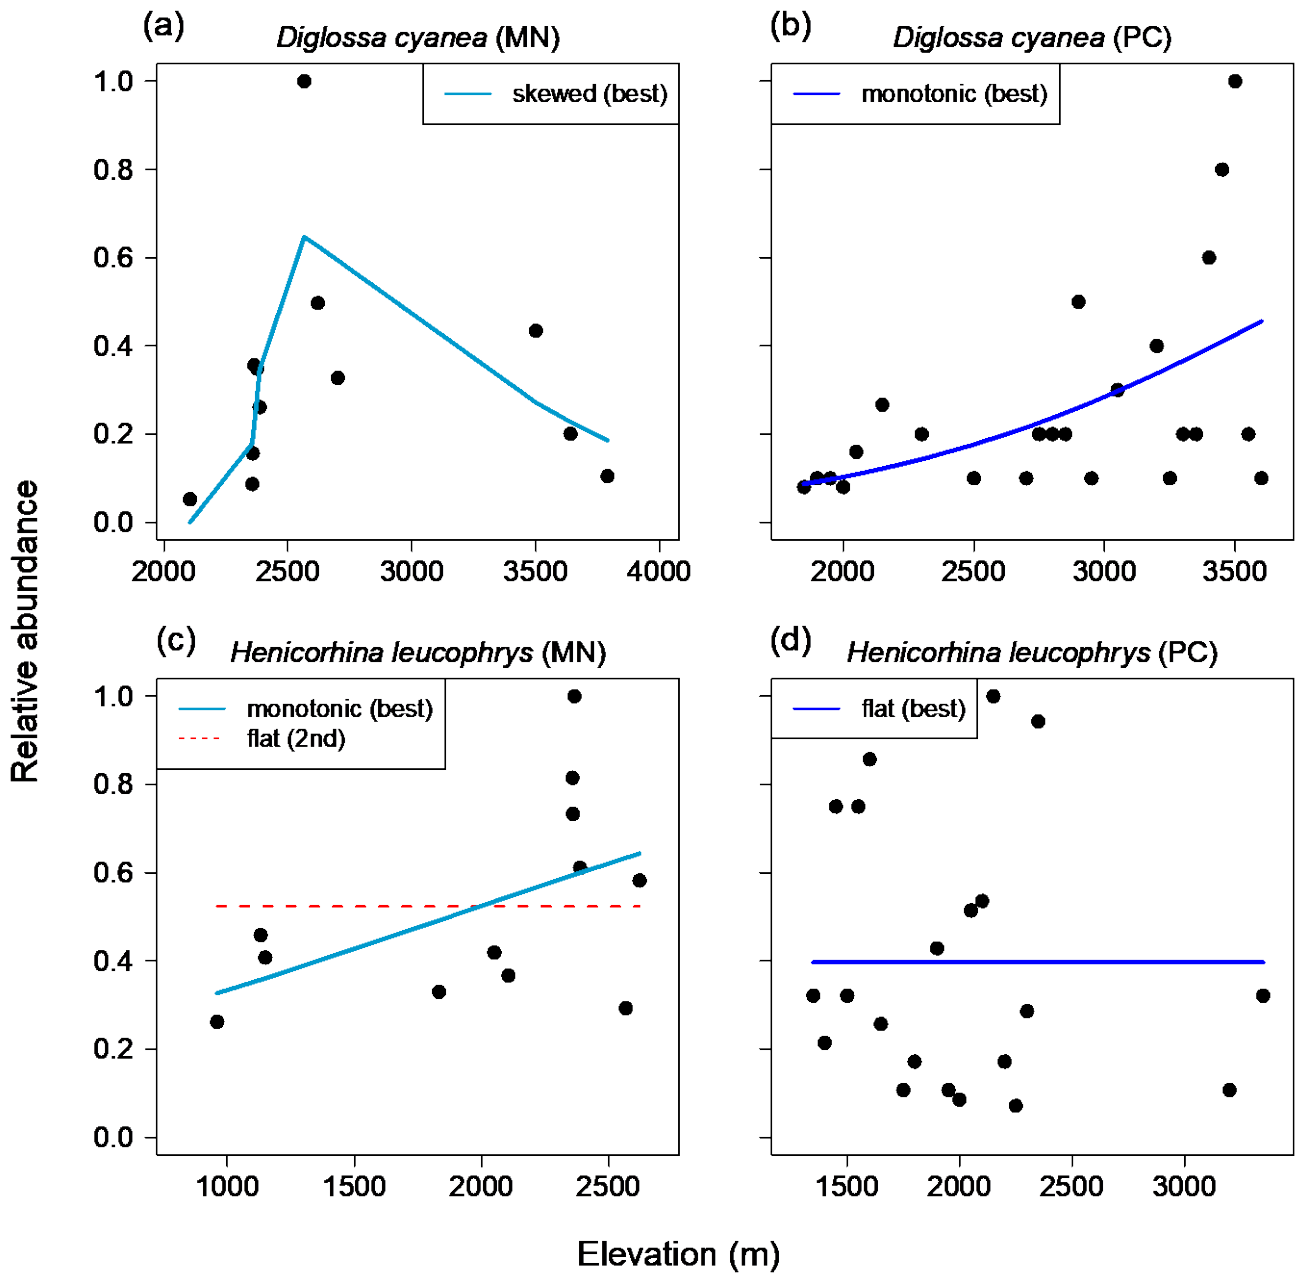 (a)
Diglossa cyanea (MN)
skewed (best)
1.0
0.8
0.6
0.4
0.2
0.0
2000 2500 3000 3500 4000
(b)
Diglossa cyanea (PC)
monotonic (best)
2000 2500 3000 3500
(c)
Henicorhina leucophrys (MN)
monotonic (best)
flat (2nd)
1.0
0.8
0.6
0.4
0.2
0.0
1000 1500 2000 2500
(d)
Henicorhina leucophrys (PC)
flat (best)
1500 2000 2500 3000
Relative abundance
Elevation (m)